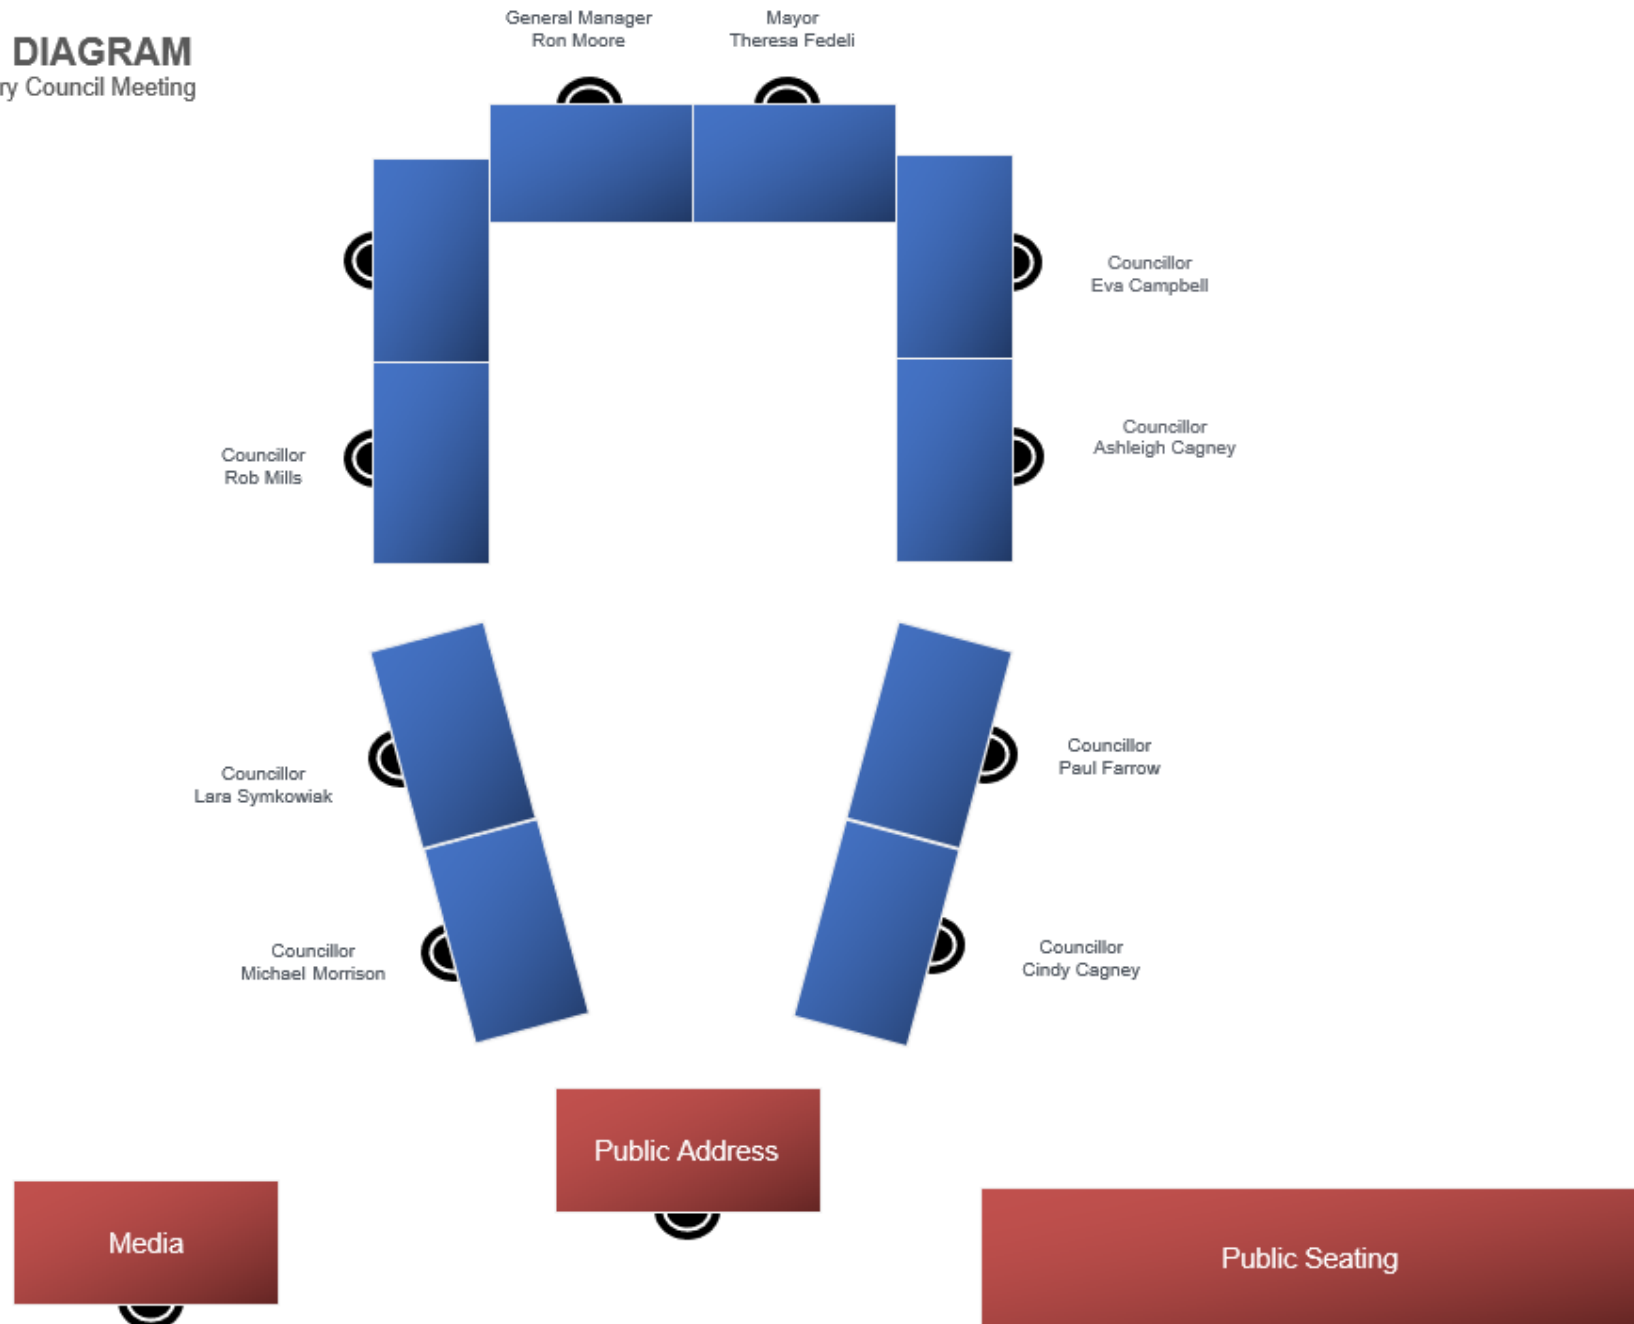 DIAGRAM
ry Council Meeting
General Manager
Ron Moore
Mayor
Theresa Fedeli
Councillor
Eva Campbell
Councillor
Ashleigh Cagney
Councillor
Rob Mills
Councillor
Paul Farrow
Councillor
Lara Symkowiak
Councillor
Cindy Cagney
Councillor
Michael Morrison
Public Address
Media
Public Seating